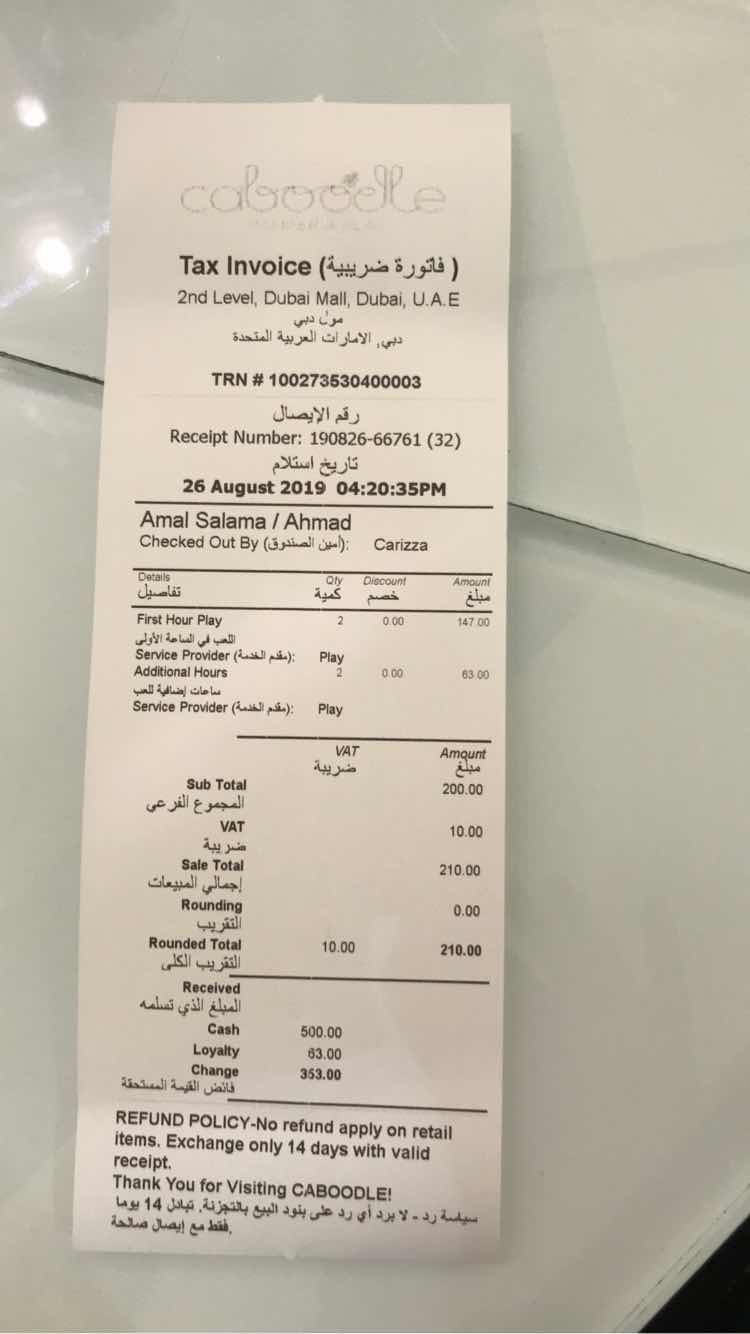 caboodle
Tax Invoice (فاتورة ضريبية )
2nd Level, Dubai Mall, Dubai, U.A.E
مول دبي
دبي, الامارات العربية المتحدة
TRN # 100273530400003
رقم الإيصال
Receipt Number: 190826-66761 (32)
تاريخ استلام
26 August 2019 04:20:35PM
Amal Salama / Ahmad
Checked Out By (أمين الصندوق): Carizza
Details Qty Discount Amount
تفاصيل كمية خصم مبلغ
First Hour Play 2 0.00 147.00
اللعب في الساعة الأولى
Service Provider (مقدم الخدمة): Play
Additional Hours 2 0.00 63.00
ساعات إضافية للعب
Service Provider (مقدم الخدمة): Play
VAT Amount
ضريبة مبلغ
Sub Total 200.00
المجموع الفرعي
VAT 10.00
ضريبة
Sale Total 210.00
إجمالي المبيعات
Rounding 0.00
التقريب
Rounded Total 10.00 210.00
التقريب الكلى
Received
المبلغ الذي تسلمه
Cash 500.00
Loyalty 63.00
Change 353.00
فائض القيمة المستحقة
REFUND POLICY-No refund apply on retail
items. Exchange only 14 days with valid
receipt.
Thank You for Visiting CABOODLE!
سياسة رد - لا يرد أي رد على بنود البيع بالتجزئة. تبادل 14 يوما
فقط مع إيصال صالحة.